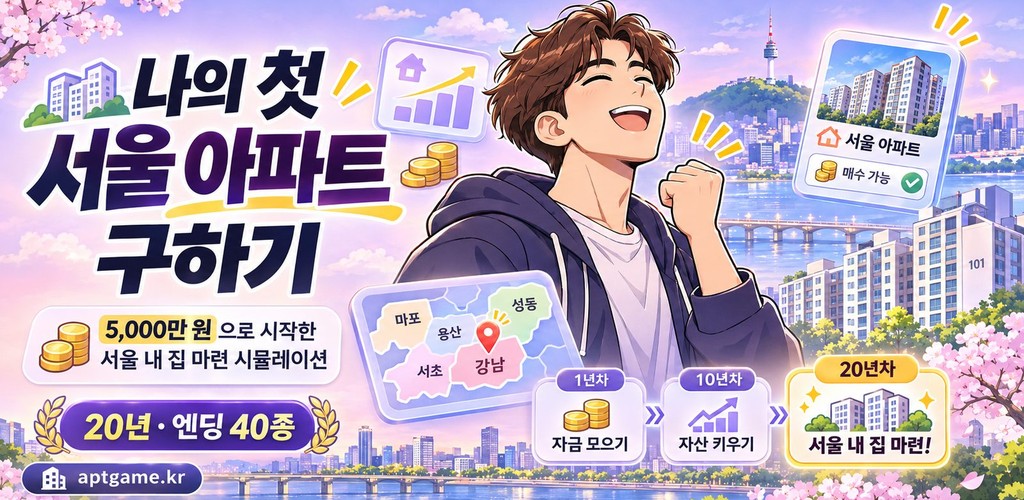 나의 첫
서울 아파트
구하기
5,000만 원으로 시작한
서울 내 집 마련 시뮬레이션
20년 · 엔딩 40종
aptgame.kr
서울 아파트
매수 가능
101
마포
용산
성동
서초
강남
1년차
자금 모으기
10년차
자산 키우기
20년차
서울 내 집 마련!